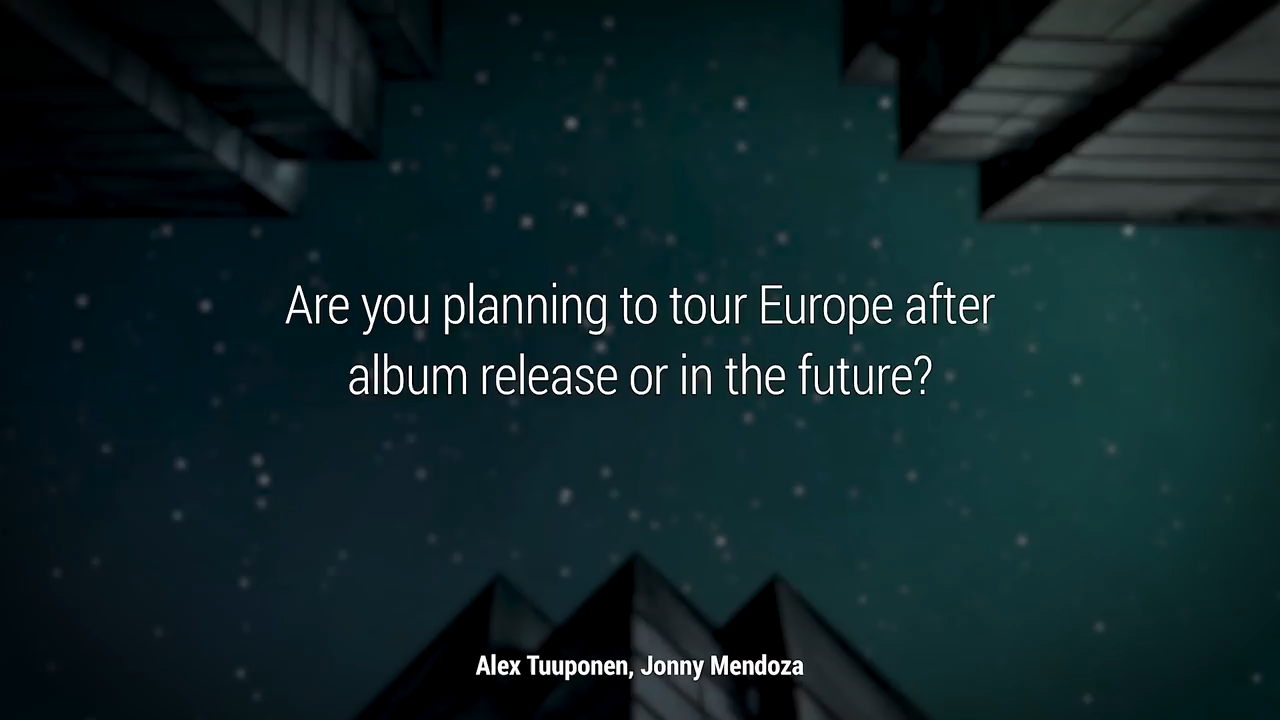 Are you planning to tour Europe after
album release or in the future?
Alex Tuuponen, Jonny Mendoza